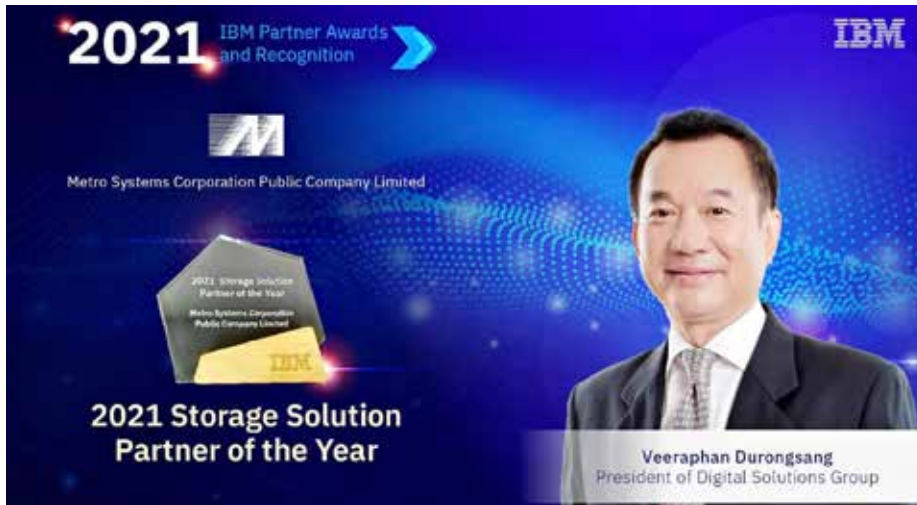 2021
IBM Partner Awards
and Recognition
IBM
M
Metro Systems Corporation Public Company Limited
2021 Storage Solution
Partner of the Year
Metro Systems Corporation
Public Company Limited
IBM
2021 Storage Solution
Partner of the Year
Veeraphan Durongsang
President of Digital Solutions Group